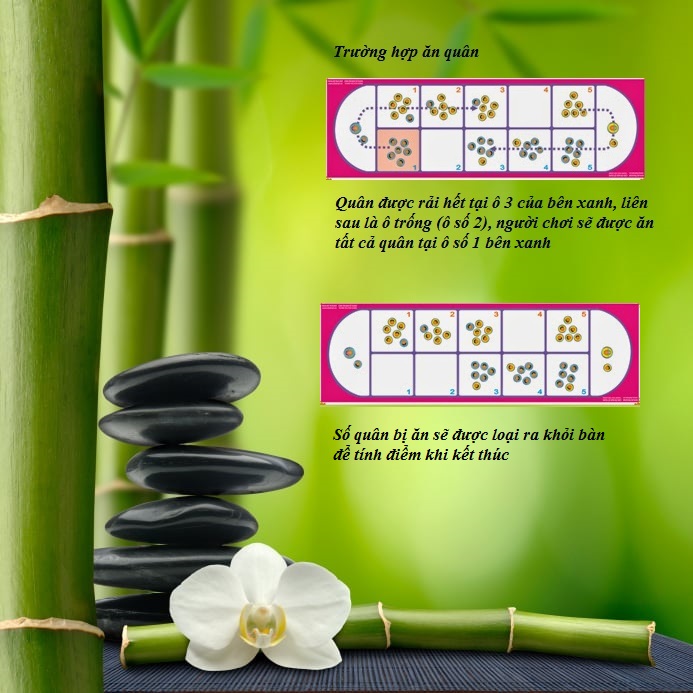 Trường hợp ăn quân
1 2 3 4 5
1 2 3 4 5
Quân được rải hết tại ô 3 của bên xanh, liên
sau là ô trống (ô số 2), người chơi sẽ được ăn
tất cả quân tại ô số 1 bên xanh
1 2 3 4 5
1 2 3 4 5
Số quân bị ăn sẽ được loại ra khỏi bàn
để tính điểm khi kết thúc